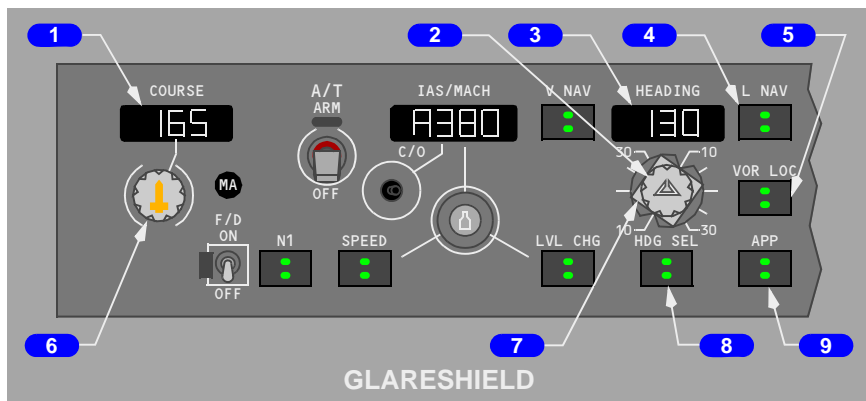 1 2 3 4 5
COURSE A/T ARM IAS/MACH V NAV HEADING L NAV
165 A380 130
C/O
30 10
OFF
VOR LOC
MA
F/D ON
10 30
N1 SPEED LVL CHG HDG SEL APP
OFF
6 7 8 9
GLARESHIELD